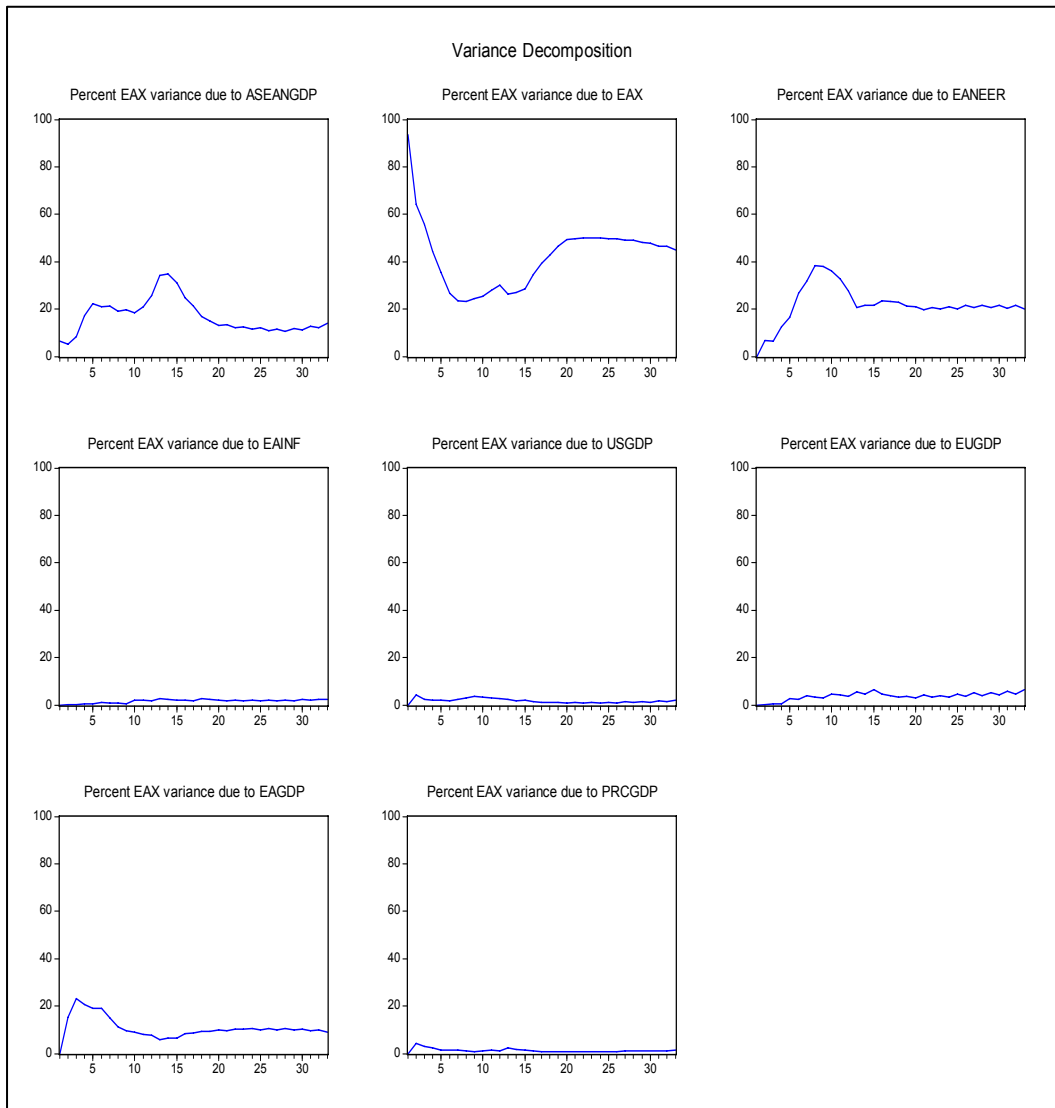 Variance Decomposition
Percent EAX variance due to ASEANGDP
100
80
60
40
20
0
5 10 15 20 25 30
Percent EAX variance due to EAX
100
80
60
40
20
0
5 10 15 20 25 30
Percent EAX variance due to EANEER
100
80
60
40
20
0
5 10 15 20 25 30
Percent EAX variance due to EAINF
100
80
60
40
20
0
5 10 15 20 25 30
Percent EAX variance due to USGDP
100
80
60
40
20
0
5 10 15 20 25 30
Percent EAX variance due to EUGDP
100
80
60
40
20
0
5 10 15 20 25 30
Percent EAX variance due to EAGDP
100
80
60
40
20
0
5 10 15 20 25 30
Percent EAX variance due to PRCGDP
100
80
60
40
20
0
5 10 15 20 25 30